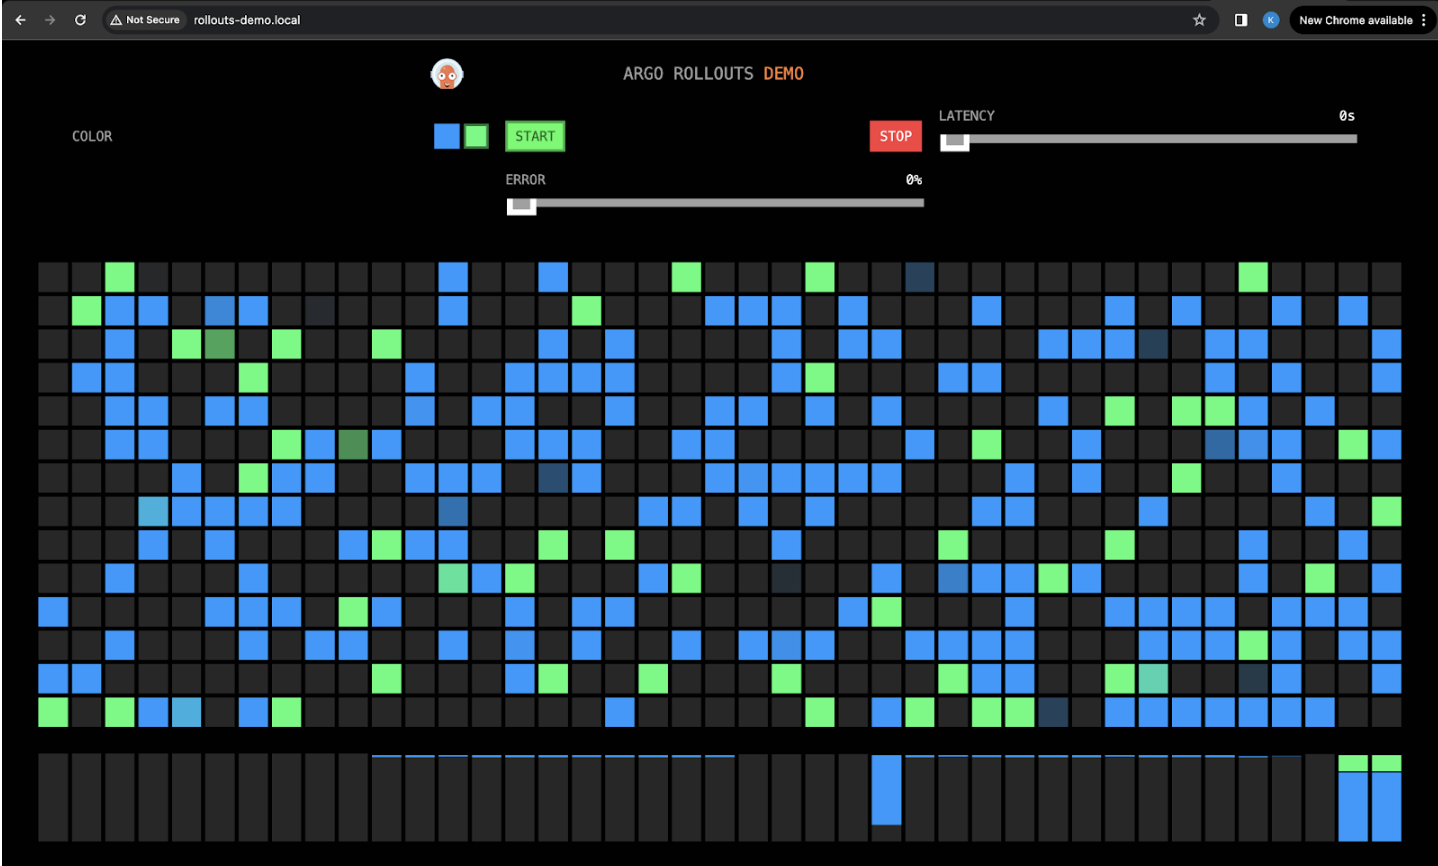 Not Secure rollouts-demo.local K New Chrome available
ARGO ROLLOUTS DEMO
LATENCY 0s
COLOR START STOP
ERROR 0%